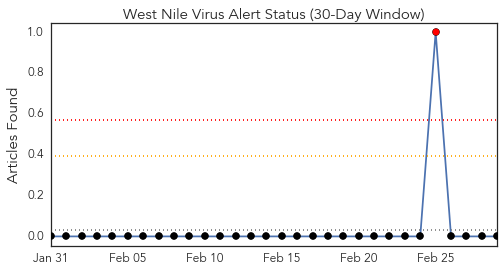 West Nile Virus Alert Status (30-Day Window)
Articles Found
1.0
0.8
0.6
0.4
0.2
0.0
Jan 31 Feb 05 Feb 10 Feb 15 Feb 20 Feb 25